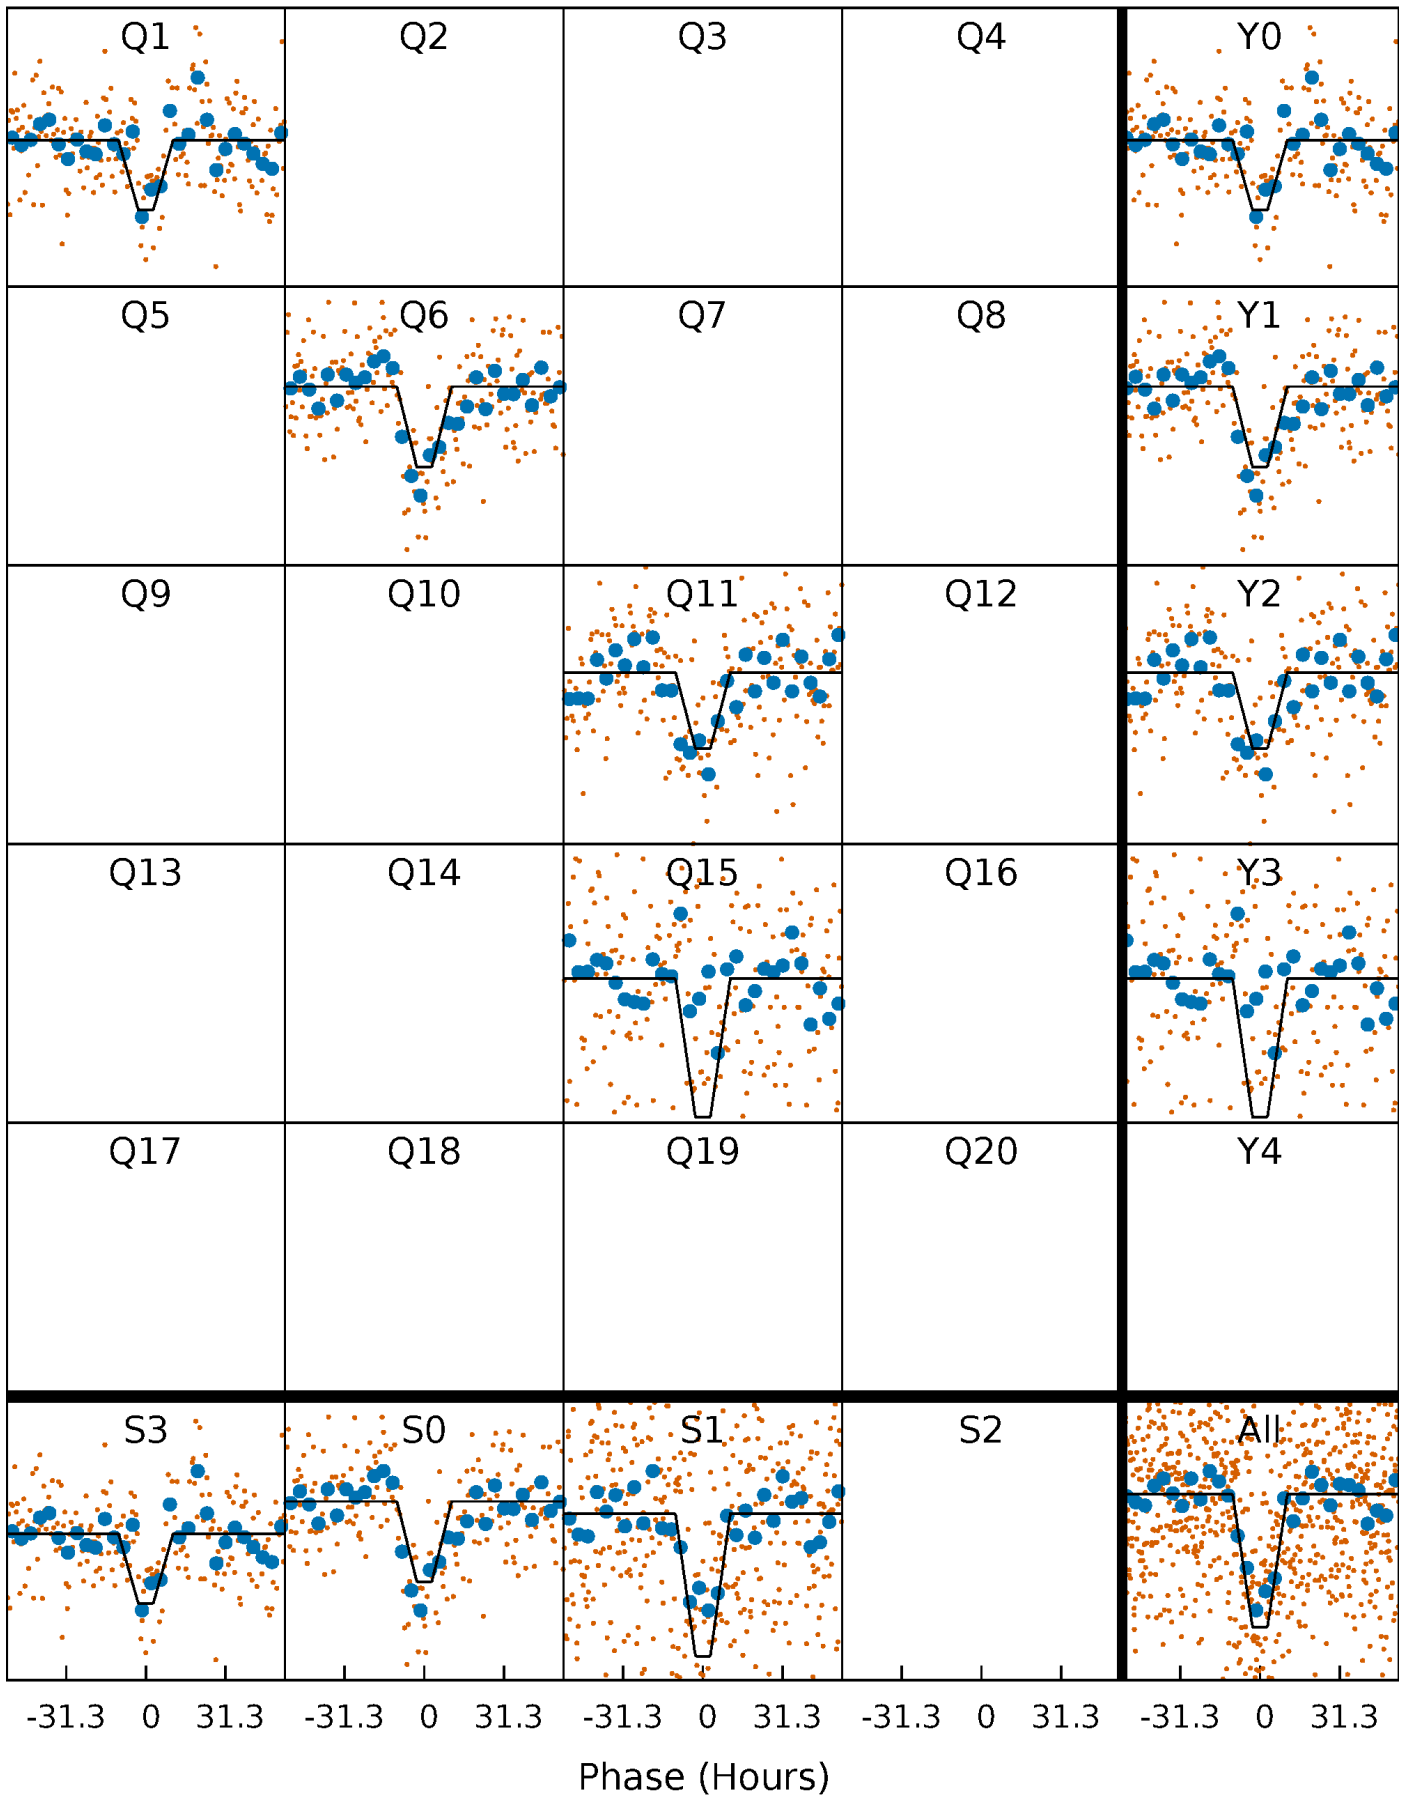 Q1 Q2 Q3 Q4 Y0
Q5 Q6 Q7 Q8 Y1
Q9 Q10 Q11 Q12 Y2
Q13 Q14 Q15 Q16 Y3
Q17 Q18 Q19 Q20 Y4
S3 S0 S1 S2 All
-31.3 0 31.3 -31.3 0 31.3 -31.3 0 31.3 -31.3 0 31.3 -31.3 0 31.3
Phase (Hours)